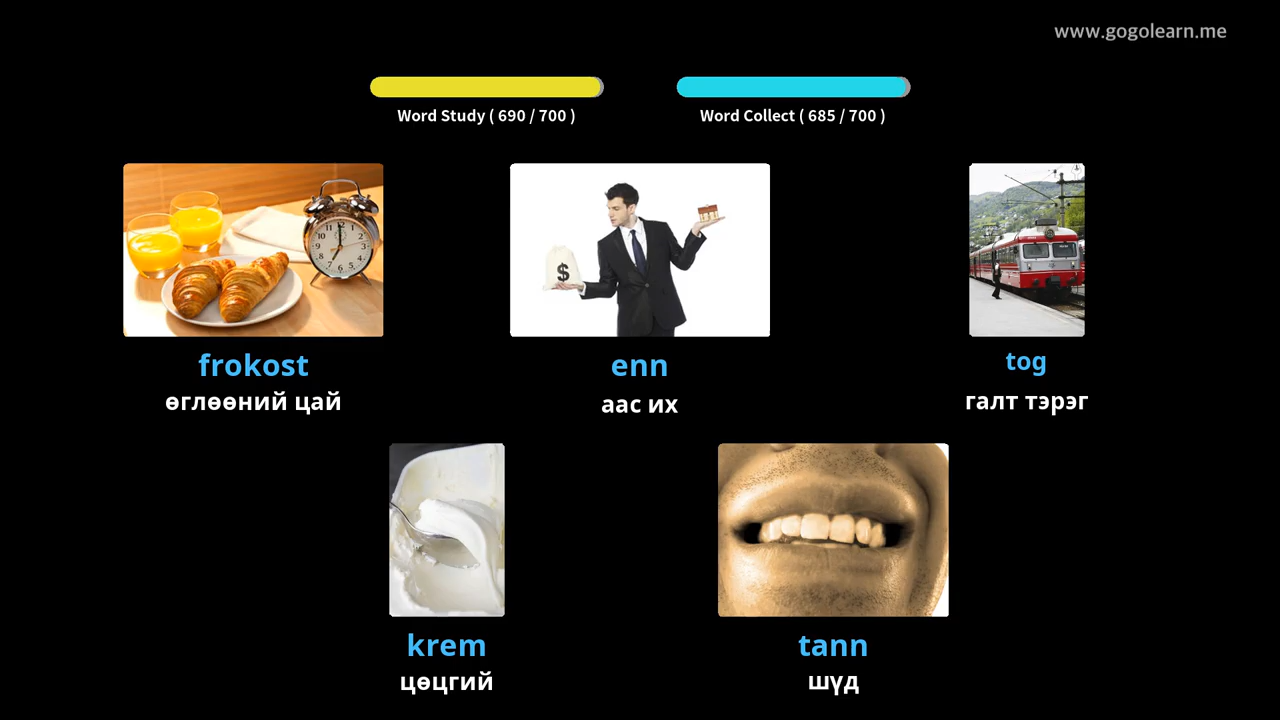 www.gogolearn.me
Word Study ( 690 / 700 )
Word Collect ( 685 / 700 )
frokost
өглөөний цай
enn
аас их
tog
галт тэрэг
krem
цөцгий
tann
шүд
$